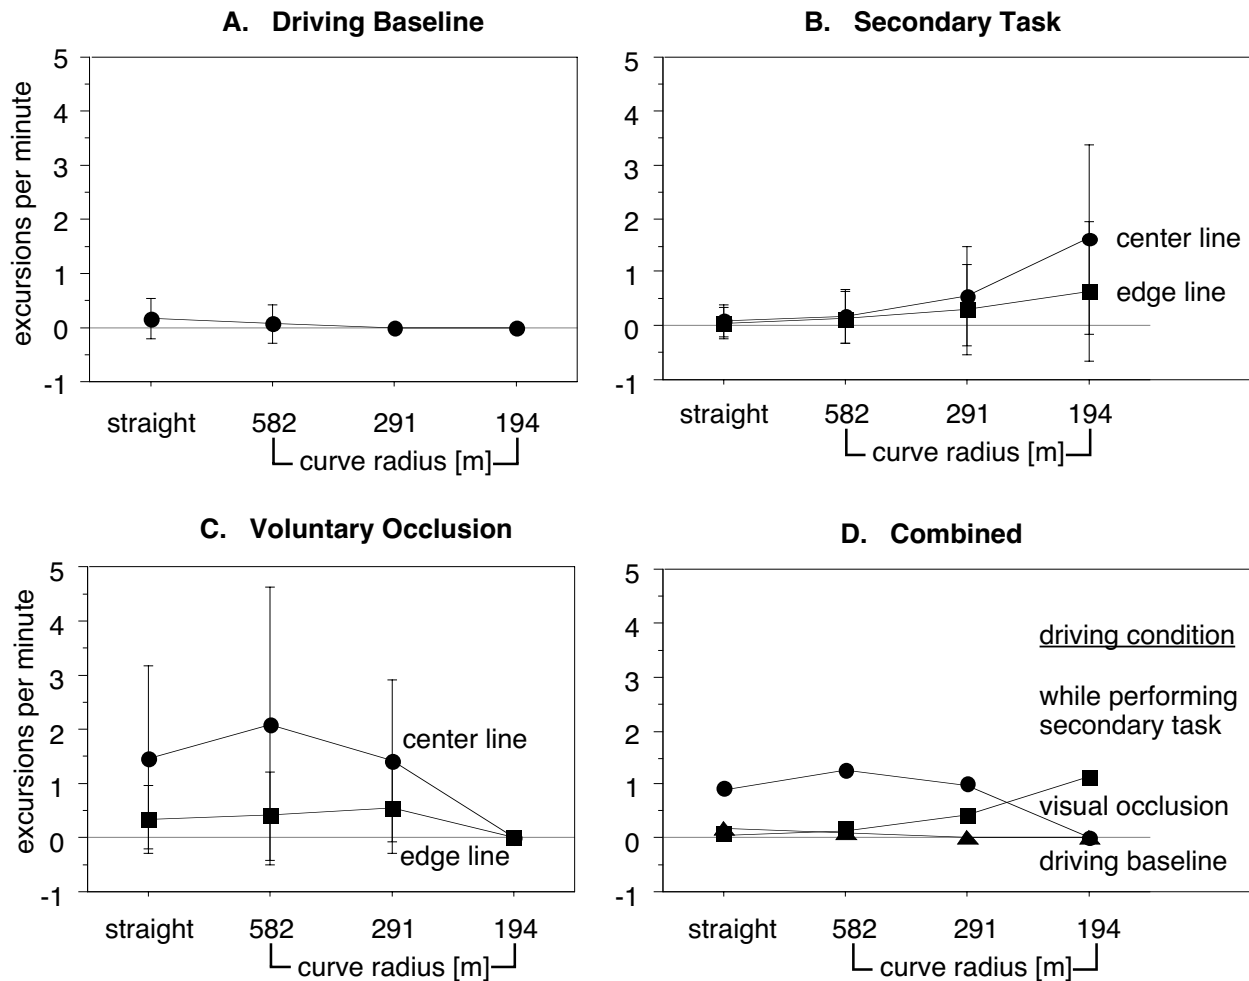 A. Driving Baseline
excursions per minute
5
4
3
2
1
0
-1
straight 582 291 194
curve radius [m]
B. Secondary Task
5
4
3
2
1
0
-1
center line
edge line
straight 582 291 194
curve radius [m]
C. Voluntary Occlusion
excursions per minute
5
4
3
2
1
0
-1
center line
edge line
straight 582 291 194
curve radius [m]
D. Combined
5
4
3
2
1
0
-1
driving condition
while performing
secondary task
visual occlusion
driving baseline
straight 582 291 194
curve radius [m]